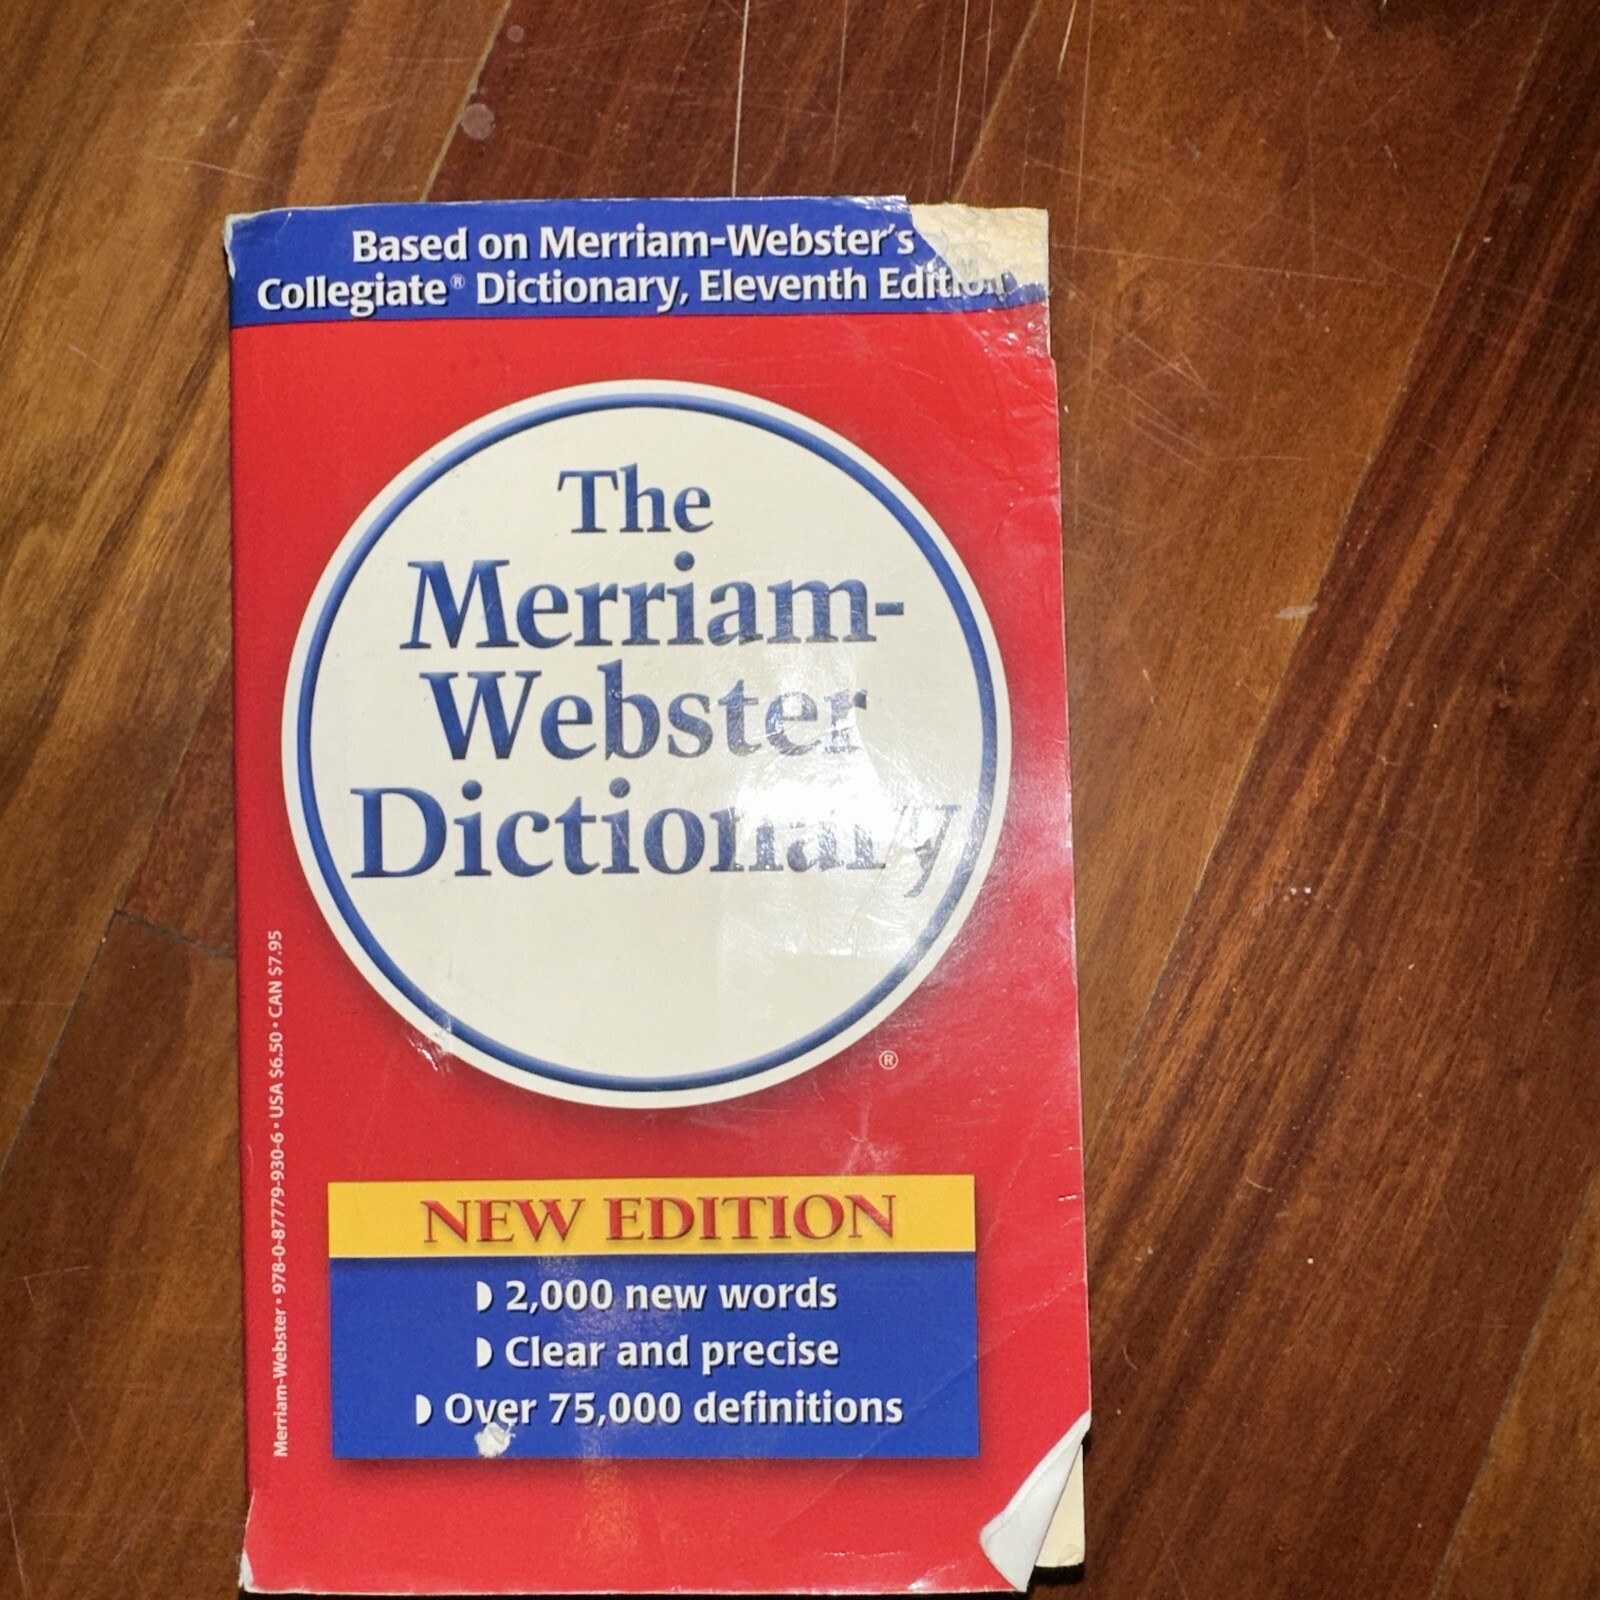 Based on Merriam-Webster's
Collegiate® Dictionary, Eleventh Edition
The
Merriam-
Webster
Dictionary
®
Merriam-Webster • 978-0-87779-930-6 • USA $6.50 • CAN $7.95
NEW EDITION
◗ 2,000 new words
◗ Clear and precise
◗ Over 75,000 definitions